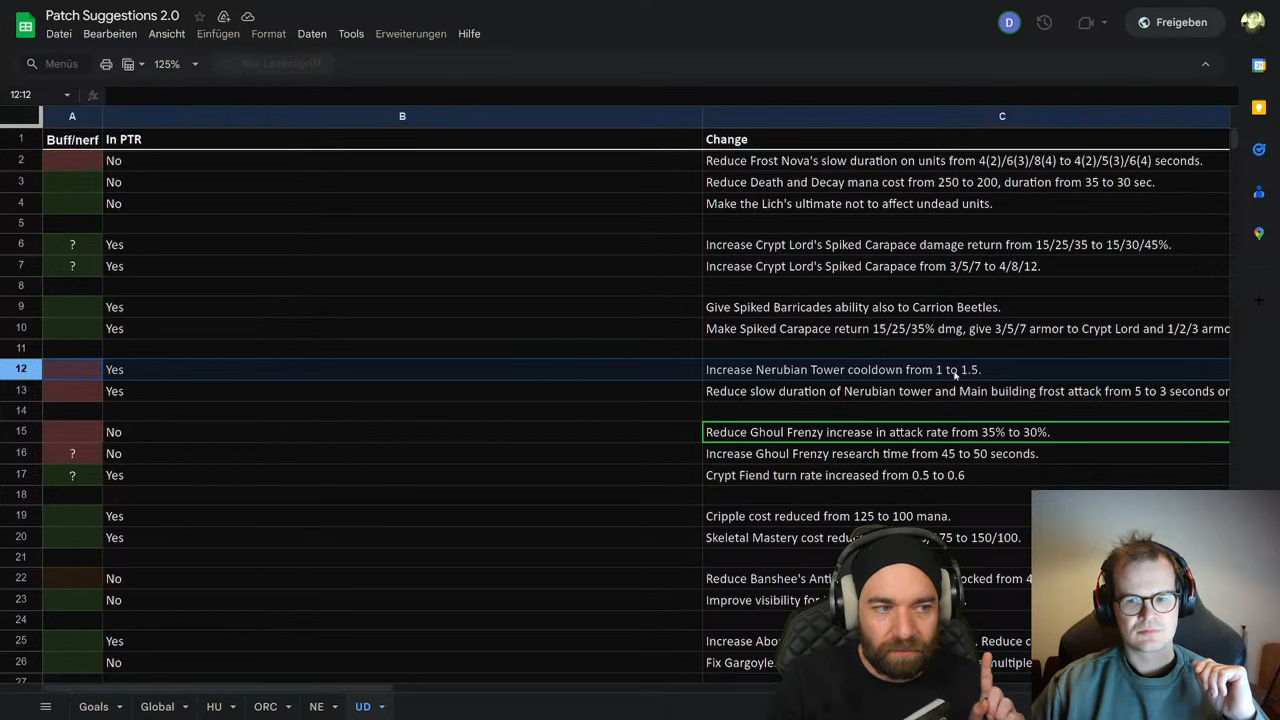 Patch Suggestions 2.0
Datei Bearbeiten Ansicht Einfügen Format Daten Tools Erweiterungen Hilfe
D
Freigeben
Menüs
125%
Nur Lesezugriff
12:12
fx
A B C
1 Buff/nerf In PTR Change
2 No Reduce Frost Nova's slow duration on units from 4(2)/6(3)/8(4) to 4(2)/5(3)/6(4) seconds.
3 No Reduce Death and Decay mana cost from 250 to 200, duration from 35 to 30 sec.
4 No Make the Lich's ultimate not to affect undead units.
5
6 ? Yes Increase Crypt Lord's Spiked Carapace damage return from 15/25/35 to 15/30/45%.
7 ? Yes Increase Crypt Lord's Spiked Carapace from 3/5/7 to 4/8/12.
8
9 Yes Give Spiked Barricades ability also to Carrion Beetles.
10 Yes Make Spiked Carapace return 15/25/35% dmg, give 3/5/7 armor to Crypt Lord and 1/2/3 armo
11
12 Yes Increase Nerubian Tower cooldown from 1 to 1.5.
13 Yes Reduce slow duration of Nerubian tower and Main building frost attack from 5 to 3 seconds or
14
15 No Reduce Ghoul Frenzy increase in attack rate from 35% to 30%.
16 ? No Increase Ghoul Frenzy research time from 45 to 50 seconds.
17 ? Yes Crypt Fiend turn rate increased from 0.5 to 0.6
18
19 Yes Cripple cost reduced from 125 to 100 mana.
20 Yes Skeletal Mastery cost reduc 175 to 150/100.
21
22 No Reduce Banshee's Anti ocked from 4
23 No Improve visibility for
24
25 Yes Increase Abo . Reduce c
26 No Fix Gargoyle multiple
27
Goals Global HU ORC NE UD